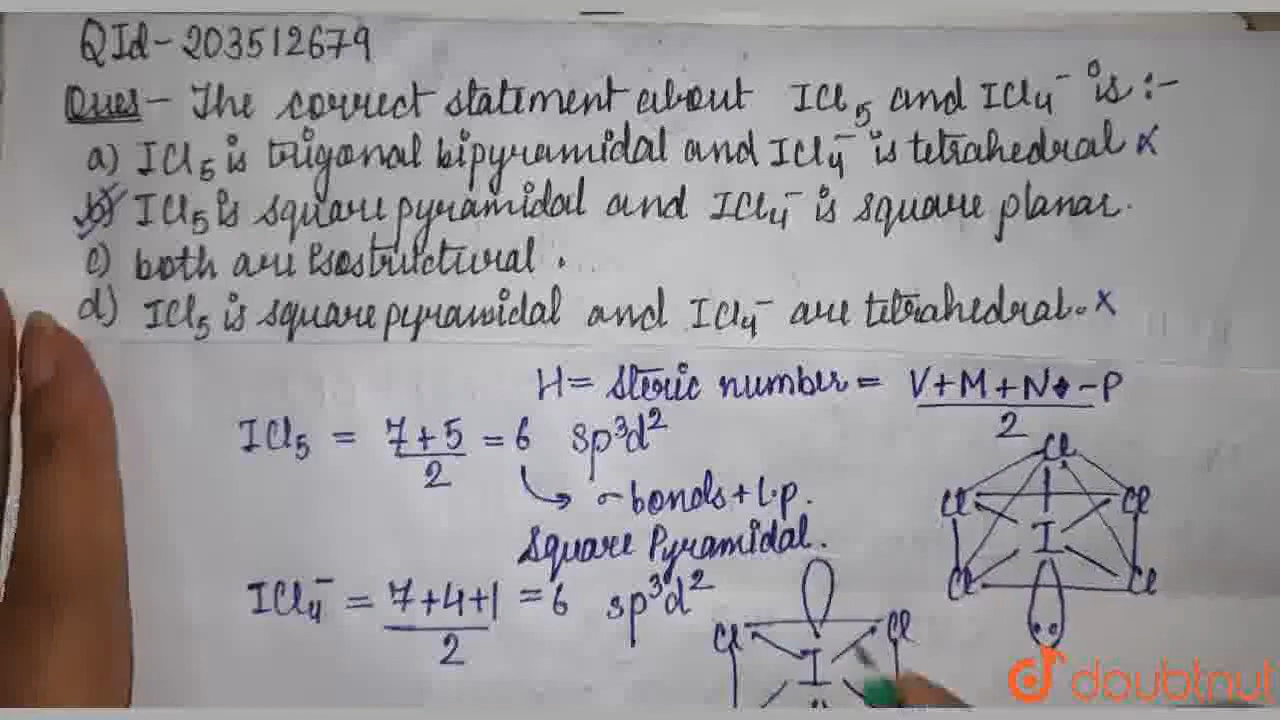 QId-203512679
Ques- The correct statement about ICl5 and ICl4⁻ is :-
a) ICl5 is trigonal bipyramidal and ICl4⁻ is tetrahedral ×
b) ICl5 is square pyramidal and ICl4⁻ is square planar.
c) both are isostructural.
d) ICl5 is square pyramidal and ICl4⁻ are tetrahedral. ×
H = Steric number = V+M+N-P / 2
ICl5 = 7+5 / 2 = 6 sp³d²
→ σ bonds + l.p.
Square Pyramidal.
ICl4⁻ = 7+4+1 / 2 = 6 sp³d²
Cl
Cl Cl
I
Cl Cl
Cl Cl
I
doubtnut